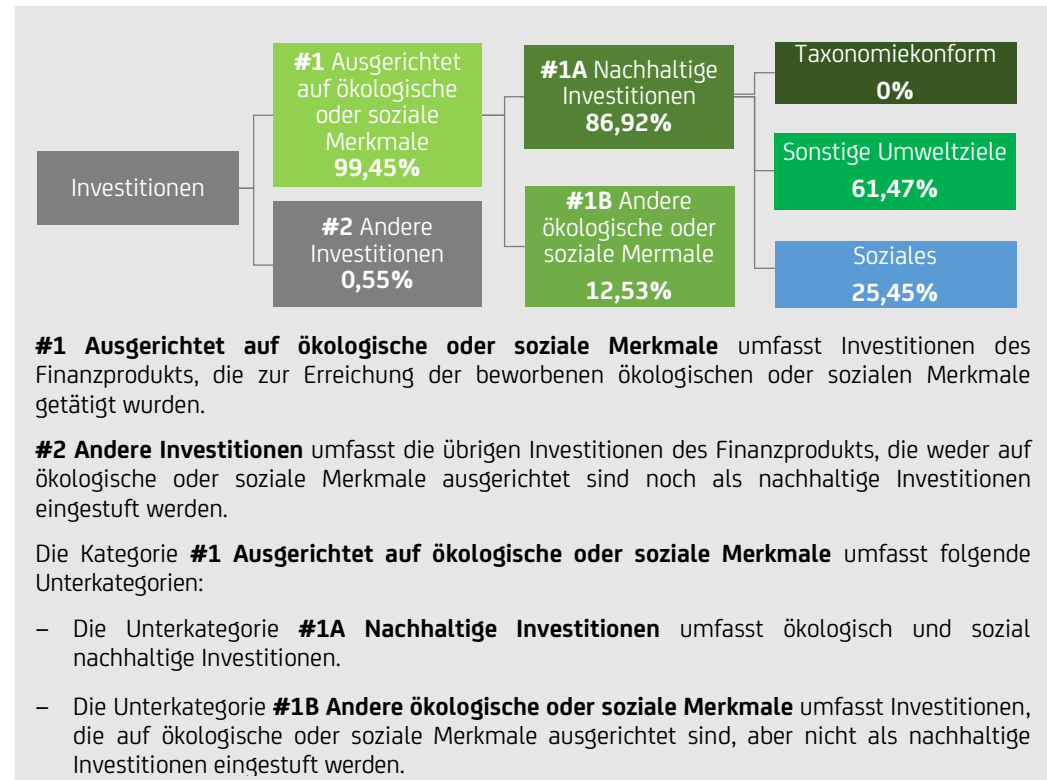 #1 Ausgerichtet
auf ökologische
oder soziale
Merkmale
99,45%
#1A Nachhaltige
Investitionen
86,92%
Taxonomiekonform
0%
Sonstige Umweltziele
61,47%
Investitionen
#2 Andere
Investitionen
0,55%
#1B Andere
ökologische oder
soziale Mermale
12,53%
Soziales
25,45%
#1 Ausgerichtet auf ökologische oder soziale Merkmale umfasst Investitionen des
Finanzprodukts, die zur Erreichung der beworbenen ökologischen oder sozialen Merkmale
getätigt wurden.
#2 Andere Investitionen umfasst die übrigen Investitionen des Finanzprodukts, die weder auf
ökologische oder soziale Merkmale ausgerichtet sind noch als nachhaltige Investitionen
eingestuft werden.
Die Kategorie #1 Ausgerichtet auf ökologische oder soziale Merkmale umfasst folgende
Unterkategorien:
– Die Unterkategorie #1A Nachhaltige Investitionen umfasst ökologisch und sozial
nachhaltige Investitionen.
– Die Unterkategorie #1B Andere ökologische oder soziale Merkmale umfasst Investitionen,
die auf ökologische oder soziale Merkmale ausgerichtet sind, aber nicht als nachhaltige
Investitionen eingestuft werden.